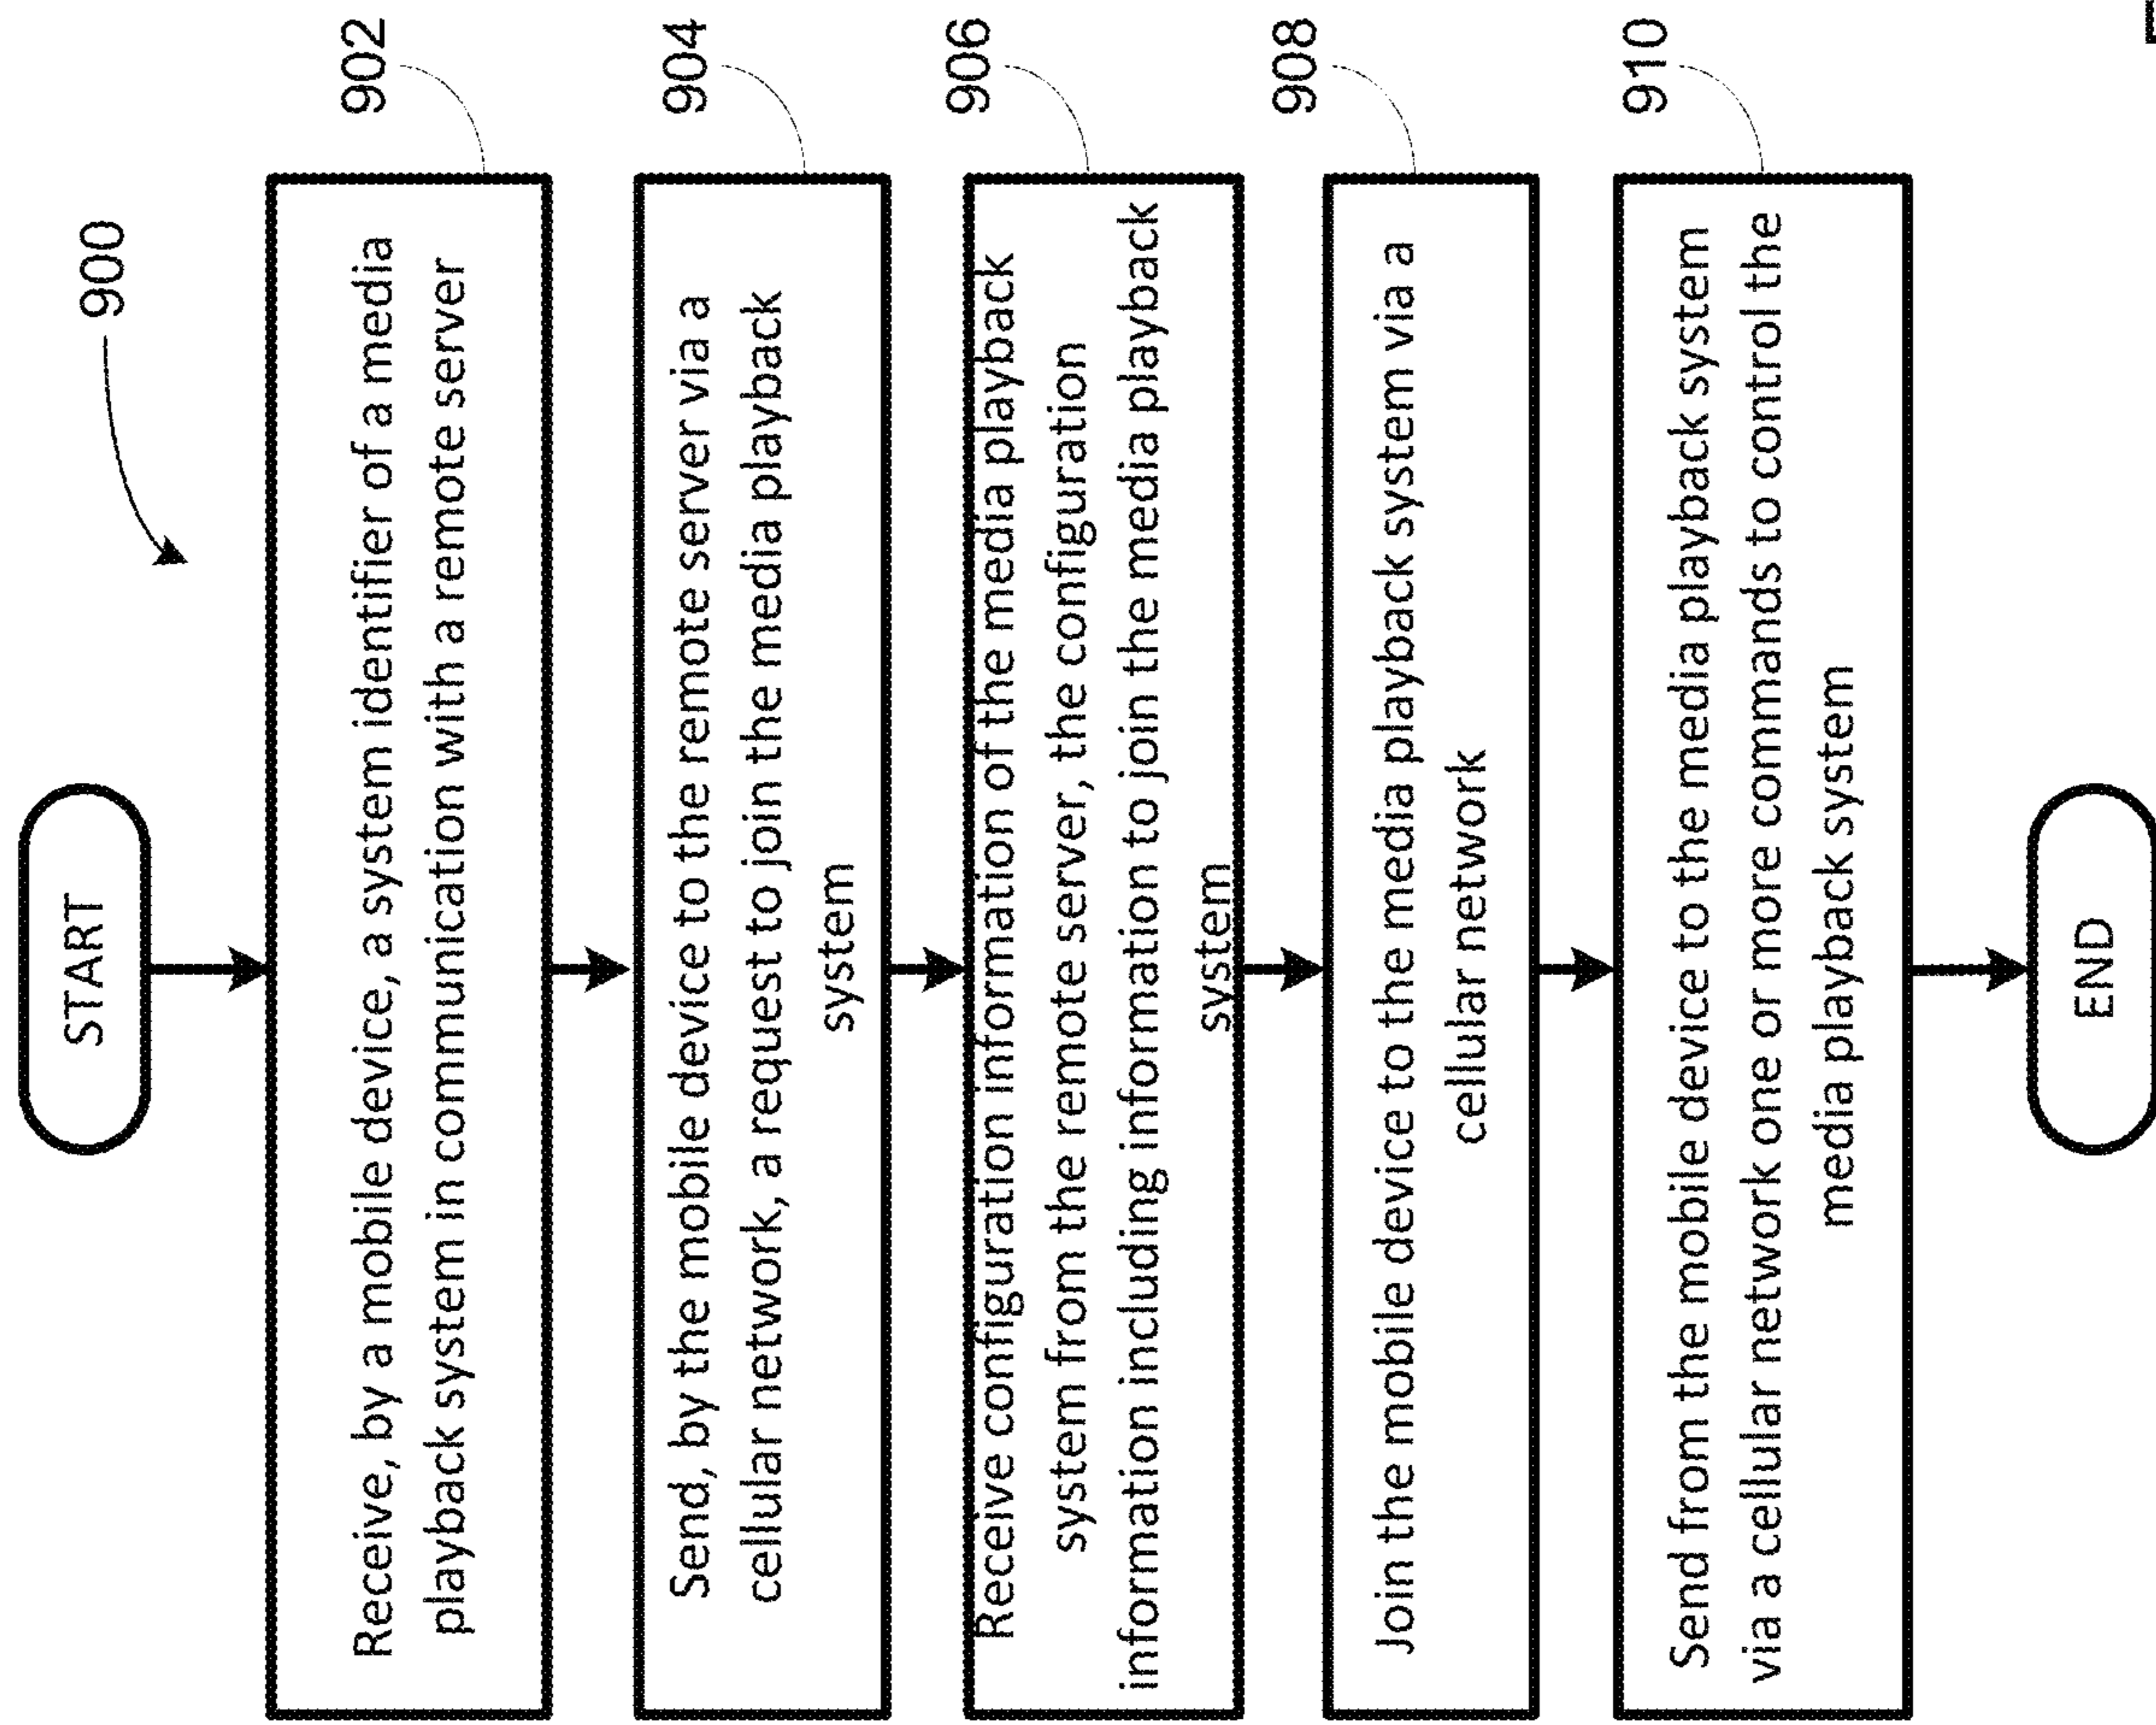 900
START
Receive, by a mobile device, a system identifier of a media
playback system in communication with a remote server
902
Send, by the mobile device to the remote server via a
cellular network, a request to join the media playback
system
904
Receive configuration information of the media playback
system from the remote server, the configuration
information including information to join the media playback
system
906
Join the mobile device to the media playback system via a
cellular network
908
Send from the mobile device to the media playback system
via a cellular network one or more commands to control the
media playback system
910
END